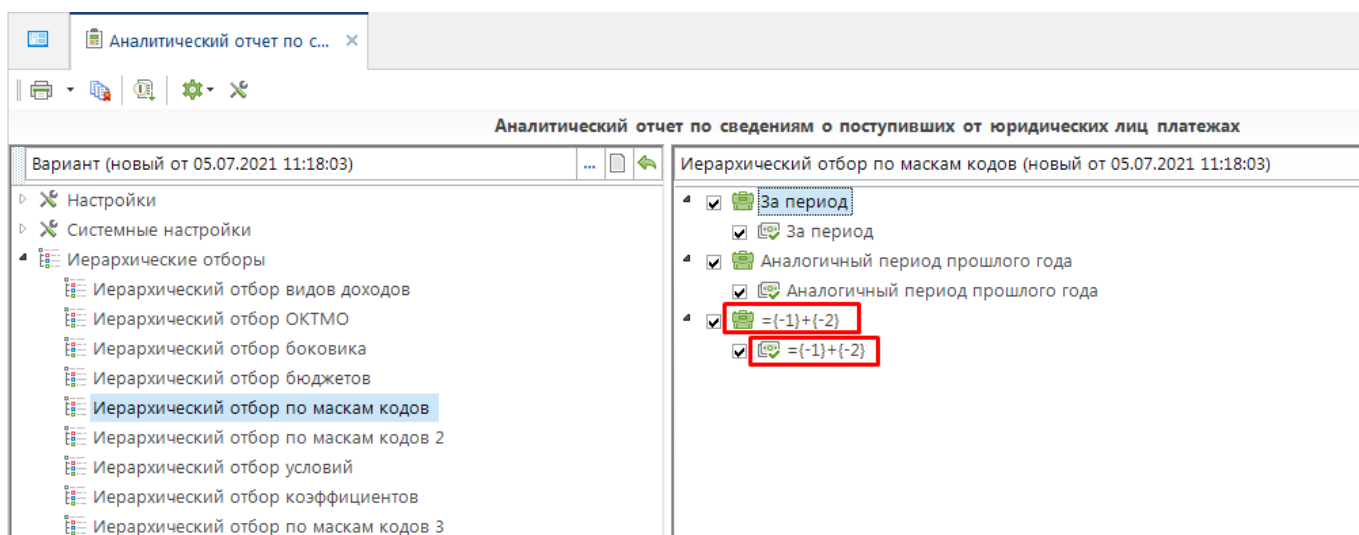 Аналитический отчет по с...
Аналитический отчет по сведениям о поступивших от юридических лиц платежах
Вариант (новый от 05.07.2021 11:18:03) ...
Настройки
Системные настройки
Иерархические отборы
Иерархический отбор видов доходов
Иерархический отбор ОКТМО
Иерархический отбор боковика
Иерархический отбор бюджетов
Иерархический отбор по маскам кодов
Иерархический отбор по маскам кодов 2
Иерархический отбор условий
Иерархический отбор коэффициентов
Иерархический отбор по маскам кодов 3
Иерархический отбор по маскам кодов (новый от 05.07.2021 11:18:03)
За период
За период
Аналогичный период прошлого года
Аналогичный период прошлого года
={-1}+{-2}
={-1}+{-2}